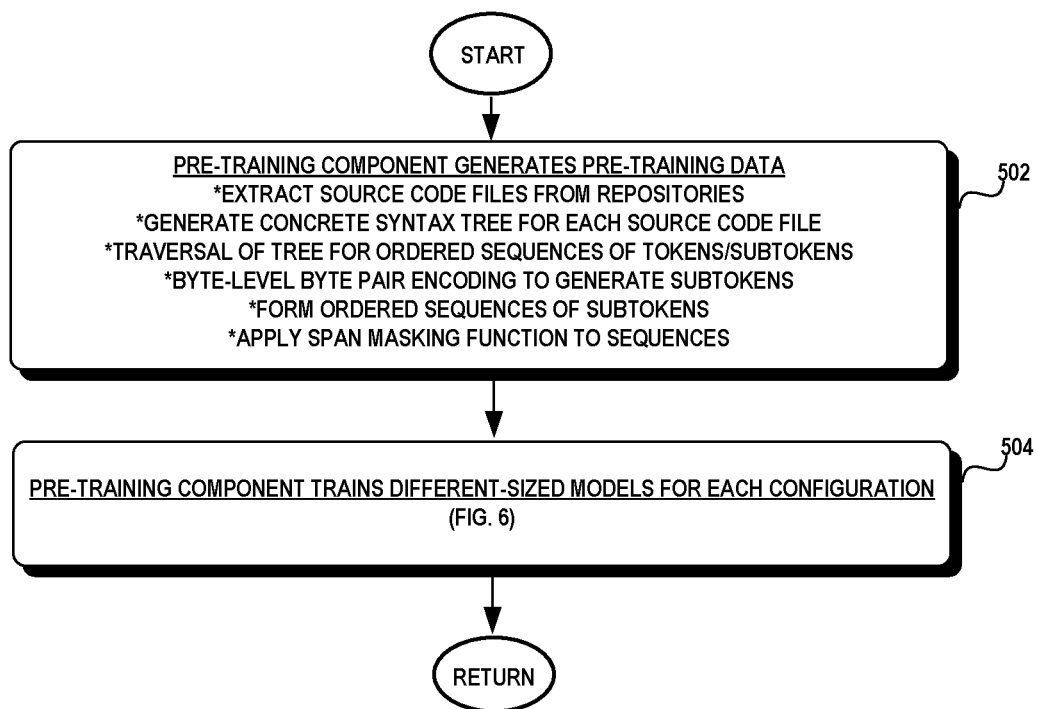 START
PRE-TRAINING COMPONENT GENERATES PRE-TRAINING DATA
*EXTRACT SOURCE CODE FILES FROM REPOSITORIES
*GENERATE CONCRETE SYNTAX TREE FOR EACH SOURCE CODE FILE
*TRAVERSAL OF TREE FOR ORDERED SEQUENCES OF TOKENS/SUBTOKENS
*BYTE-LEVEL BYTE PAIR ENCODING TO GENERATE SUBTOKENS
*FORM ORDERED SEQUENCES OF SUBTOKENS
*APPLY SPAN MASKING FUNCTION TO SEQUENCES
502
PRE-TRAINING COMPONENT TRAINS DIFFERENT-SIZED MODELS FOR EACH CONFIGURATION
(FIG. 6)
504
RETURN